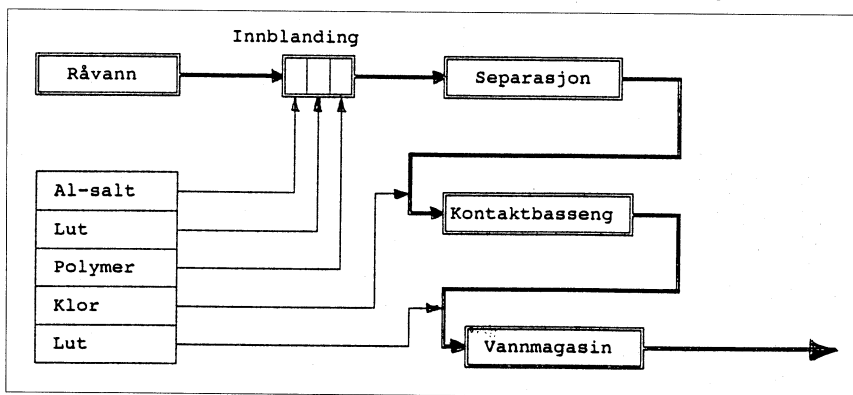 Innblanding
Råvann
Separasjon
Al-salt
Lut
Polymer
Klor
Lut
Kontaktbasseng
Vannmagasin